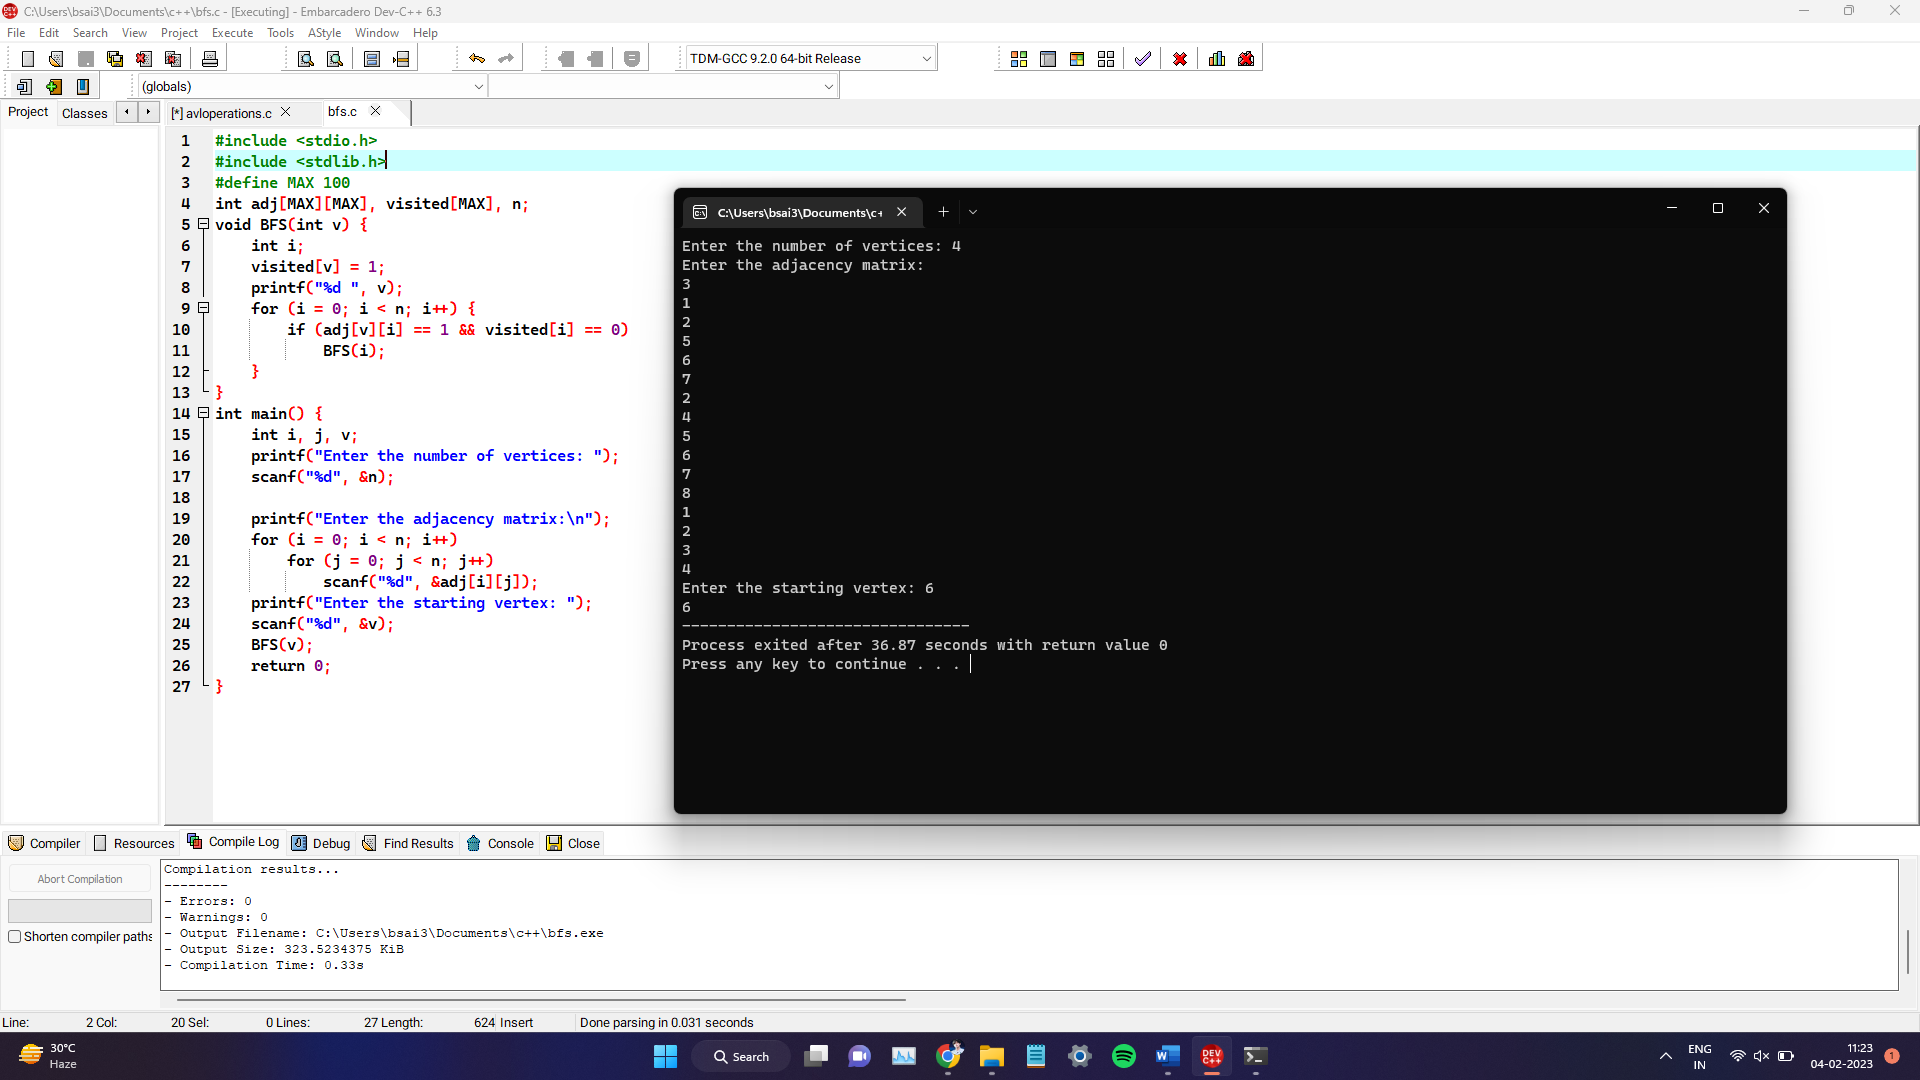 C:\Users\bsai3\Documents\c++\bfs.c - [Executing] - Embarcadero Dev-C++ 6.3
File Edit Search View Project Execute Tools AStyle Window Help
TDM-GCC 9.2.0 64-bit Release
(globals)
Project Classes [*] avloperations.c bfs.c
1 #include <stdio.h>
2 #include <stdlib.h>
3 #define MAX 100
4 int adj[MAX][MAX], visited[MAX], n;
5 void BFS(int v) {
6 int i;
7 visited[v] = 1;
8 printf("%d ", v);
9 for (i = 0; i < n; i++) {
10 if (adj[v][i] == 1 && visited[i] == 0)
11 BFS(i);
12 }
13 }
14 int main() {
15 int i, j, v;
16 printf("Enter the number of vertices: ");
17 scanf("%d", &n);
18
19 printf("Enter the adjacency matrix:\n");
20 for (i = 0; i < n; i++)
21 for (j = 0; j < n; j++)
22 scanf("%d", &adj[i][j]);
23 printf("Enter the starting vertex: ");
24 scanf("%d", &v);
25 BFS(v);
26 return 0;
27 }
C:\Users\bsai3\Documents\c+
Enter the number of vertices: 4
Enter the adjacency matrix:
3
1
2
5
6
7
2
4
5
6
7
8
1
2
3
4
Enter the starting vertex: 6
6
--------------------------------
Process exited after 36.87 seconds with return value 0
Press any key to continue . . .
Compiler Resources Compile Log Debug Find Results Console Close
Abort Compilation
Shorten compiler paths
Compilation results...
--------
- Errors: 0
- Warnings: 0
- Output Filename: C:\Users\bsai3\Documents\c++\bfs.exe
- Output Size: 323.5234375 KiB
- Compilation Time: 0.33s
Line: 2 Col: 20 Sel: 0 Lines: 27 Length: 624 Insert Done parsing in 0.031 seconds
30°C
Haze
Search
DEV
C++
ENG
IN
11:23
04-02-2023
1